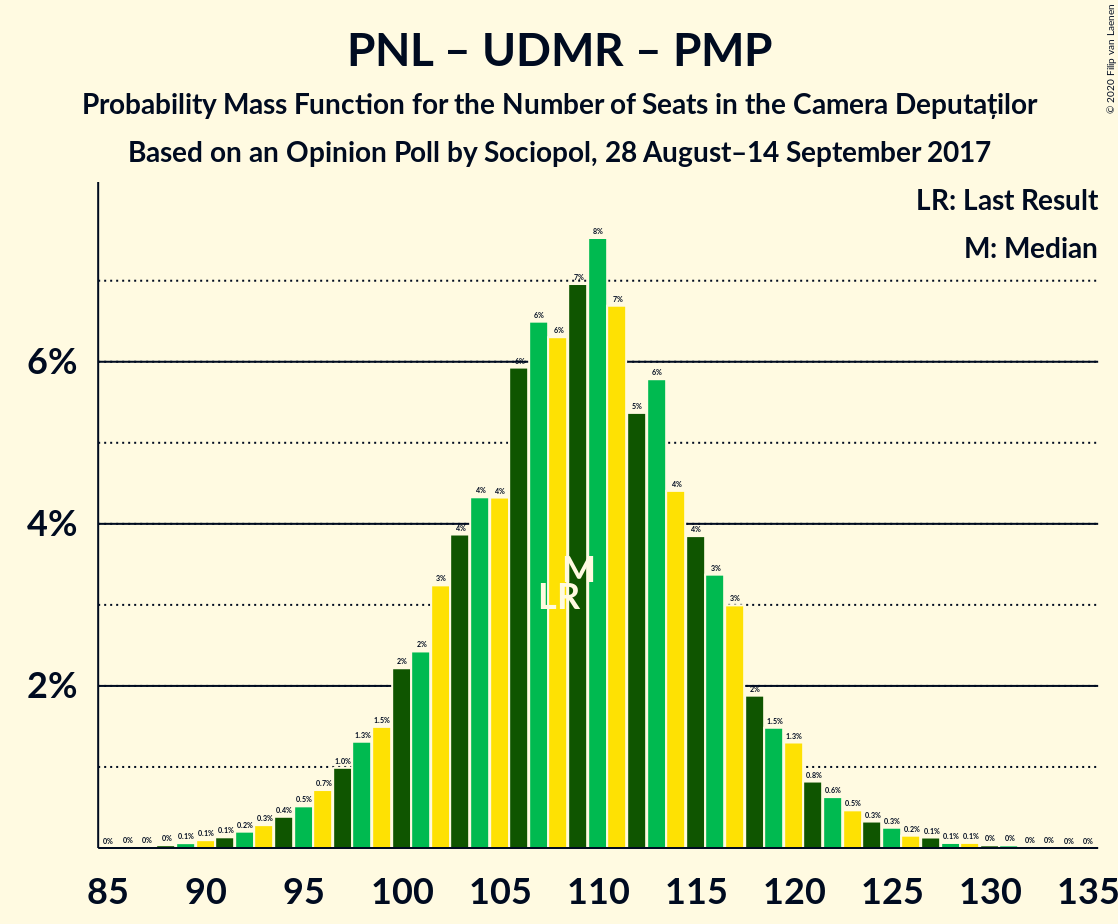 PNL – UDMR – PMP
Probability Mass Function for the Number of Seats in the Camera Deputaților
Based on an Opinion Poll by Sociopol, 28 August–14 September 2017
© 2020 Filip van Laenen
LR: Last Result
M: Median
6%
4%
2%
0% 0% 0% 0% 0.1% 0.1% 0.1% 0.2% 0.3% 0.4% 0.5% 0.7% 1.0% 1.3% 1.5% 2% 2% 3% 4% 4% 4% 6% 6% 6% 7% 8% 7% 5% 6% 4% 4% 3% 3% 2% 1.5% 1.3% 0.8% 0.6% 0.5% 0.3% 0.3% 0.2% 0.1% 0.1% 0.1% 0% 0% 0% 0% 0% 0%
M
LR
85 90 95 100 105 110 115 120 125 130 135